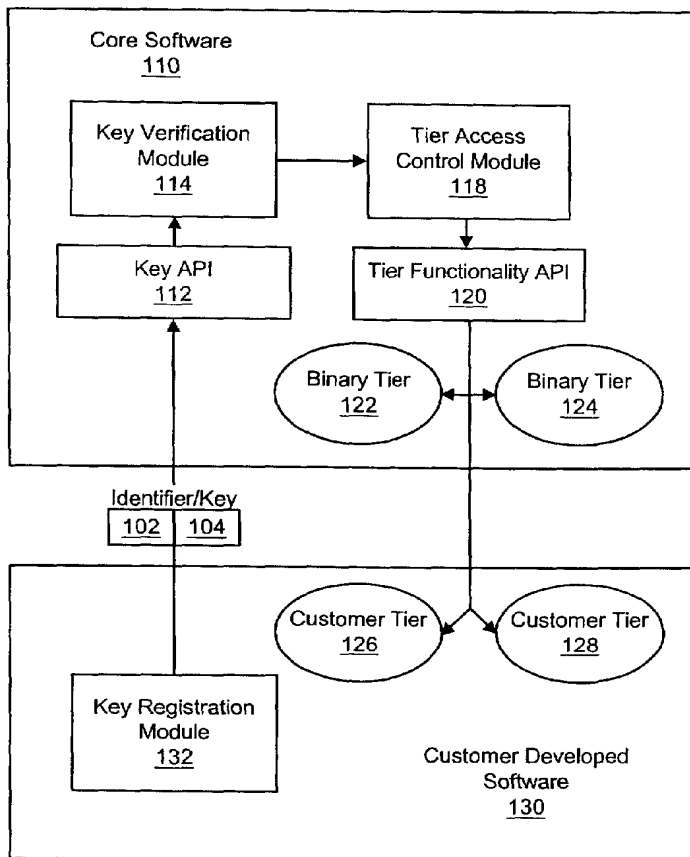 Core Software
110
Key Verification
Module
114
Tier Access
Control Module
118
Key API
112
Tier Functionality API
120
Binary Tier
122
Binary Tier
124
Identifier/Key
102 104
Customer Tier
126
Customer Tier
128
Key Registration
Module
132
Customer Developed
Software
130